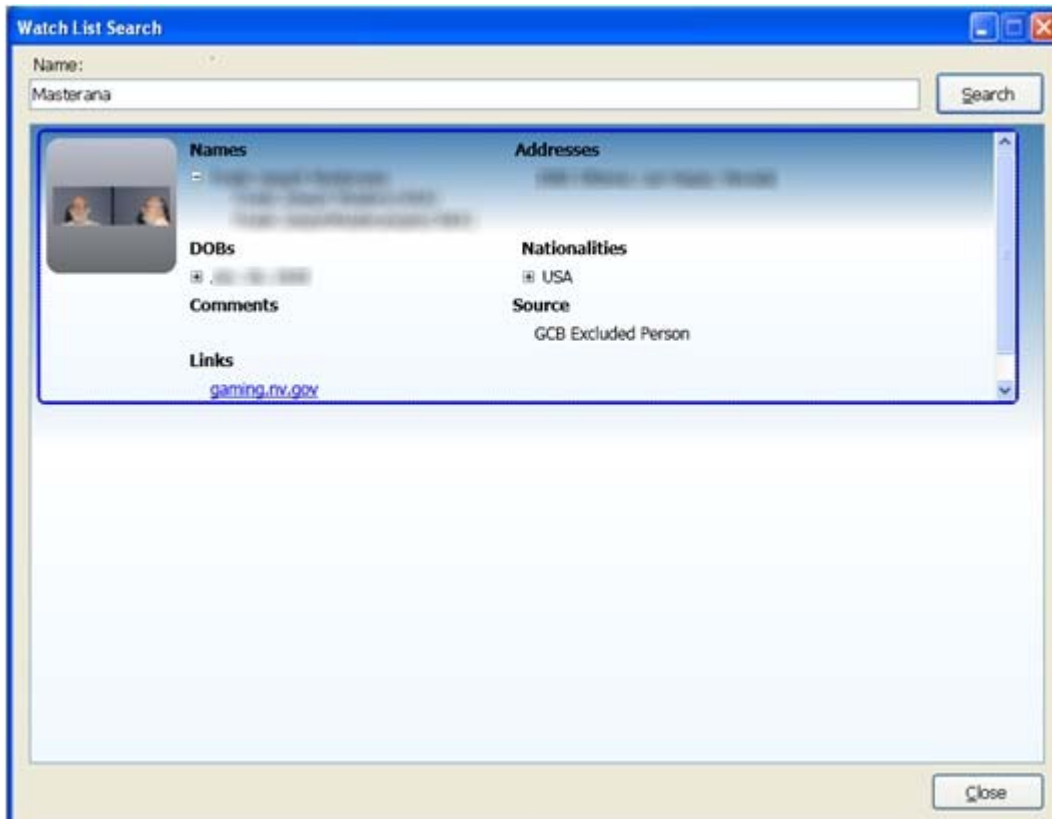 Watch List Search
Name:
Masterana
Search
Names
Addresses
DOBs
Nationalities
USA
Comments
Source
GCB Excluded Person
Links
gaming.nv.gov
Close